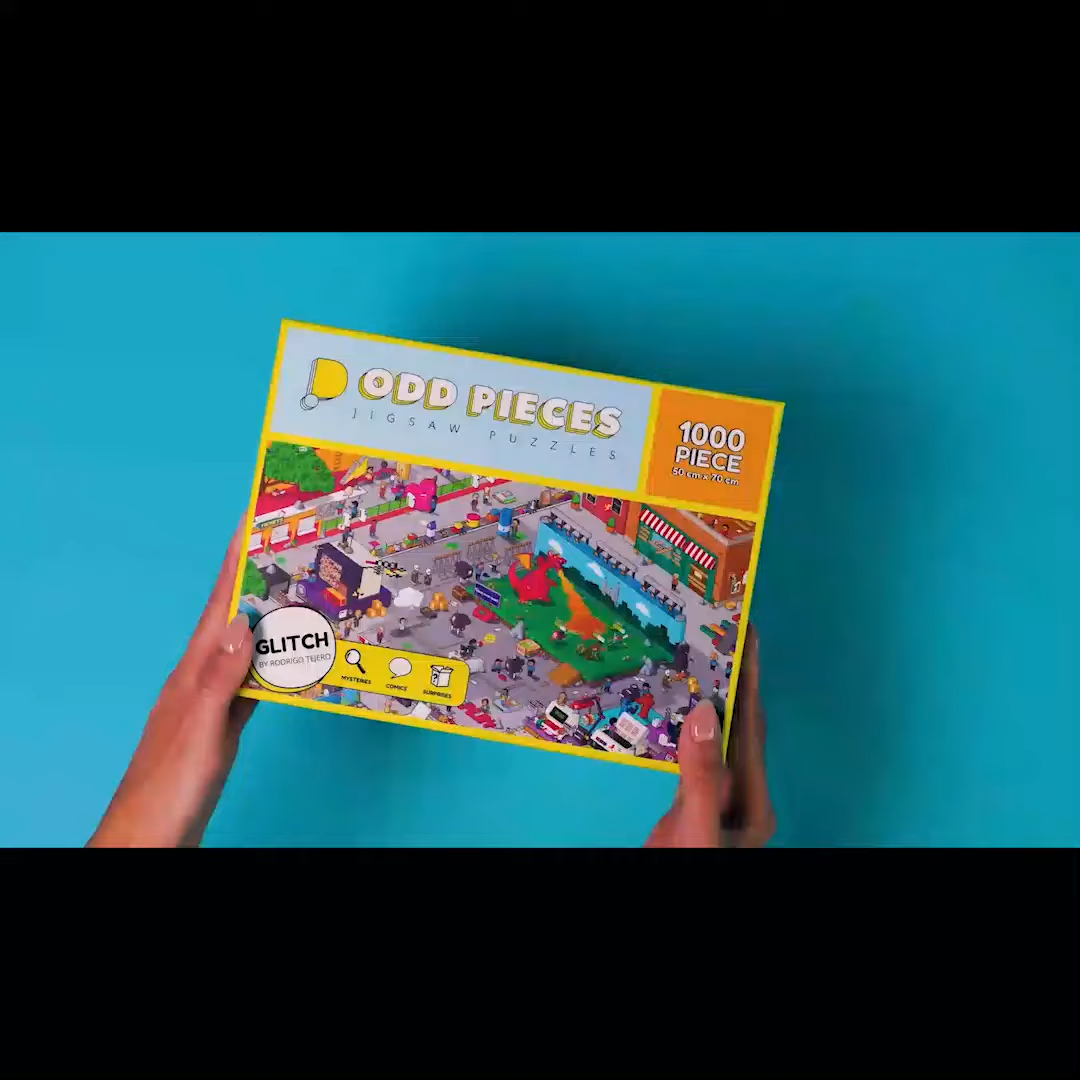 ODD PIECES
JIGSAW PUZZLES
1000
PIECE
50 cm x 70 cm
GLITCH
BY RODRIGO TEJERO
MYSTERIES
COMICS
SURPRISES